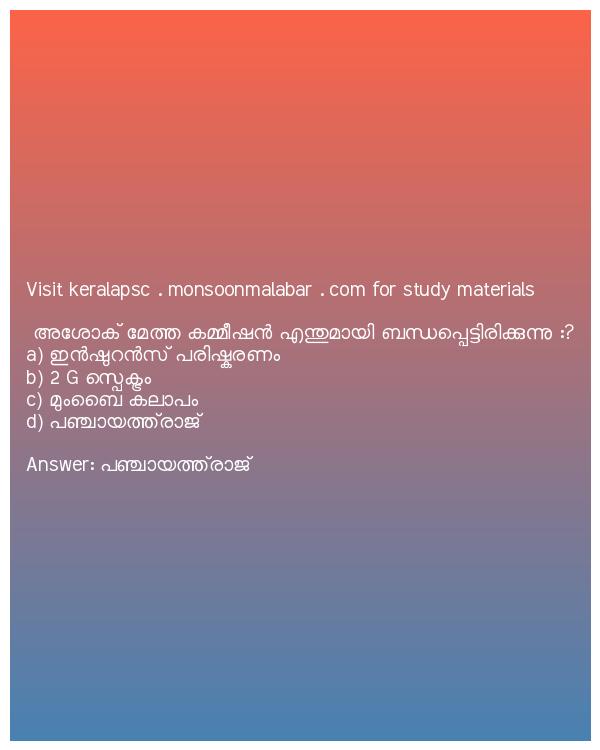 Visit keralapsc . monsoonmalabar . com for study materials
അശോക് മേത്ത കമ്മീഷൻ എന്തുമായി ബന്ധപ്പെട്ടിരിക്കുന്നു :?
a) ഇൻഷുറൻസ് പരിഷ്കരണം
b) 2 G സ്പെക്ട്രം
c) മുംബൈ കലാപം
d) പഞ്ചായത്ത്രാജ്
Answer: പഞ്ചായത്ത്രാജ്